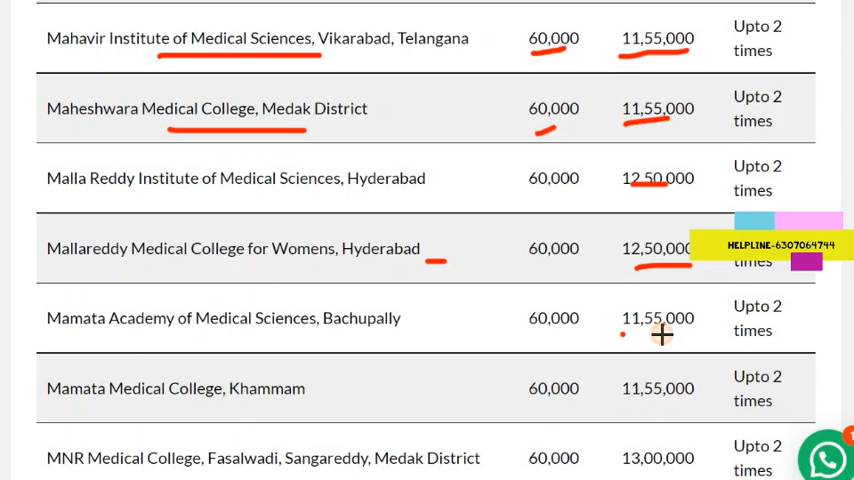 Mahavir Institute of Medical Sciences, Vikarabad, Telangana 60,000 11,55,000 Upto 2 times
Maheshwara Medical College, Medak District 60,000 11,55,000 Upto 2 times
Malla Reddy Institute of Medical Sciences, Hyderabad 60,000 12,50,000 Upto 2 times
Mallareddy Medical College for Womens, Hyderabad 60,000 12,50,000 times
HELPLINE-6307064744
Mamata Academy of Medical Sciences, Bachupally 60,000 11,55,000 Upto 2 times
Mamata Medical College, Khammam 60,000 11,55,000 Upto 2 times
MNR Medical College, Fasalwadi, Sangareddy, Medak District 60,000 13,00,000 Upto 2 times